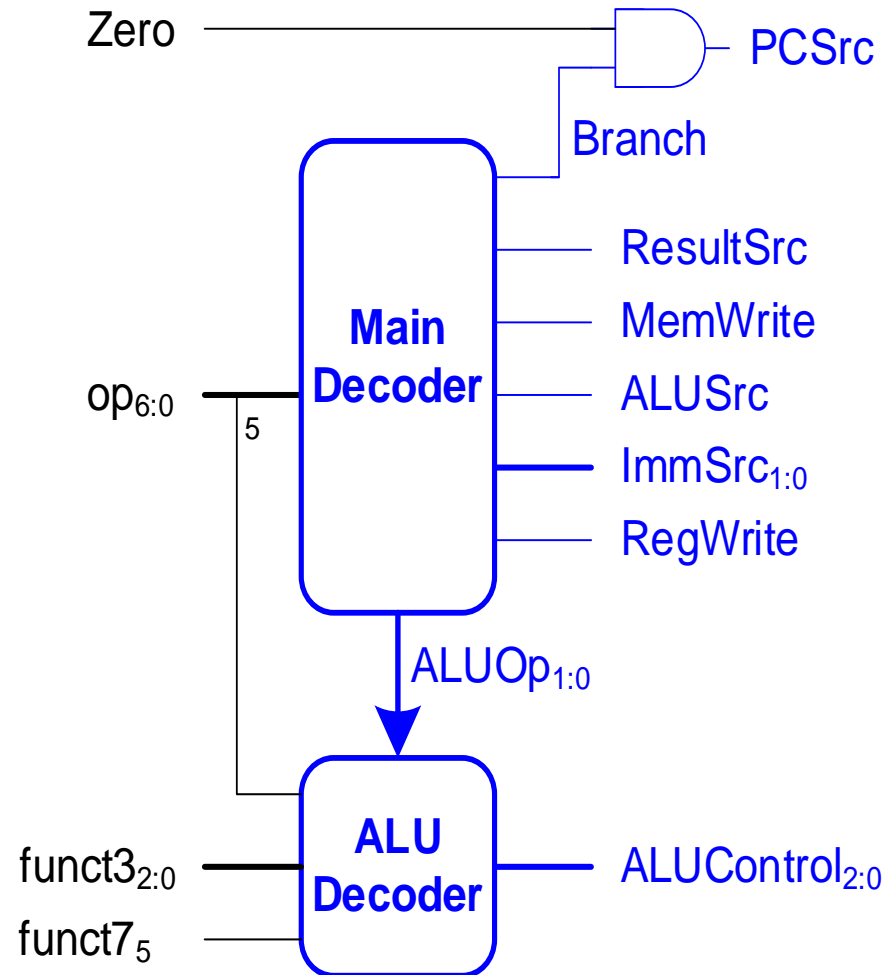 Zero
PCSrc
Branch
ResultSrc
MemWrite
Main
Decoder
ALUSrc
op6:0
5
ImmSrc1:0
RegWrite
ALUOp1:0
ALU
Decoder
funct32:0
ALUControl2:0
funct75